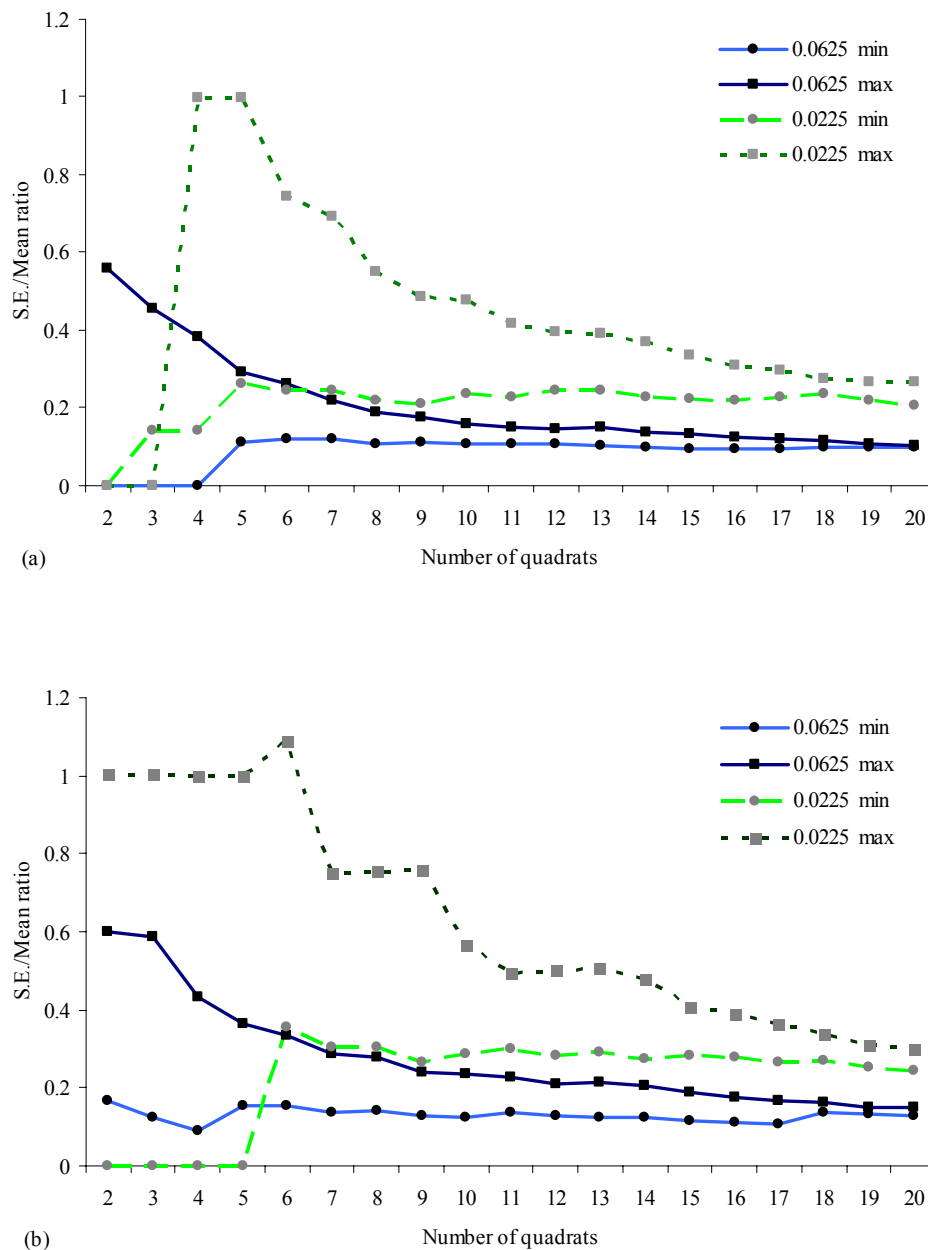 1.2
1
0.8
0.6
0.4
0.2
0
S.E./Mean ratio
0.0625 min
0.0625 max
0.0225 min
0.0225 max
2 3 4 5 6 7 8 9 10 11 12 13 14 15 16 17 18 19 20
(a)
Number of quadrats
1.2
1
0.8
0.6
0.4
0.2
0
S.E./Mean ratio
0.0625 min
0.0625 max
0.0225 min
0.0225 max
2 3 4 5 6 7 8 9 10 11 12 13 14 15 16 17 18 19 20
(b)
Number of quadrats